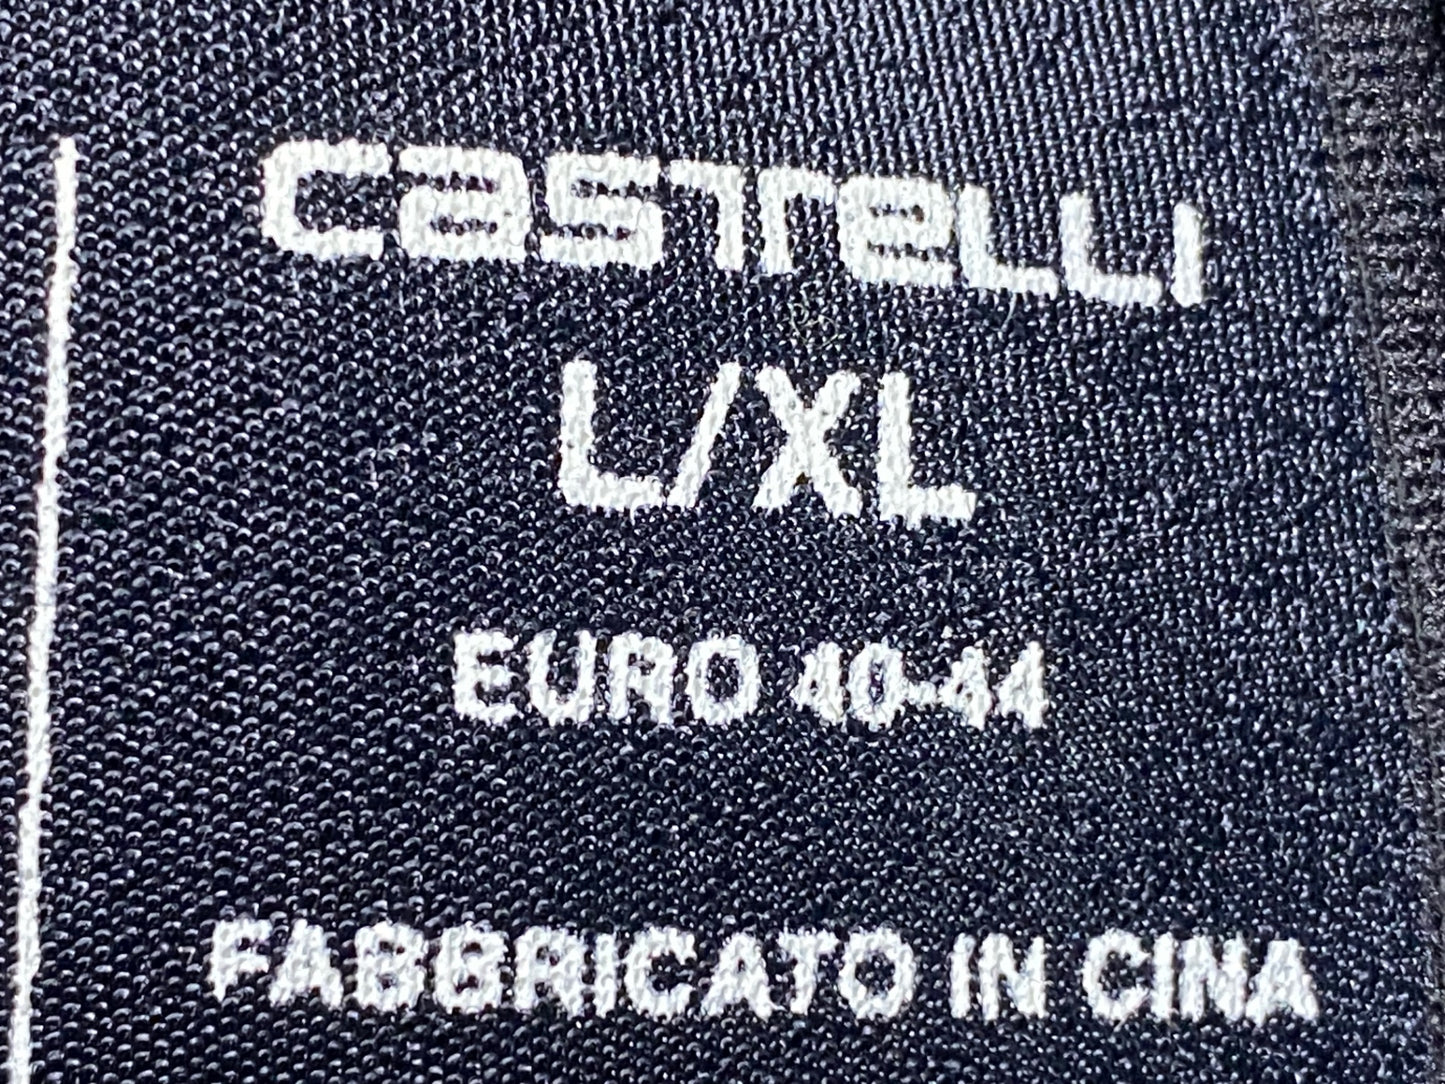 castelli
L/XL
EURO 40-44
FABBRICATO IN CINA